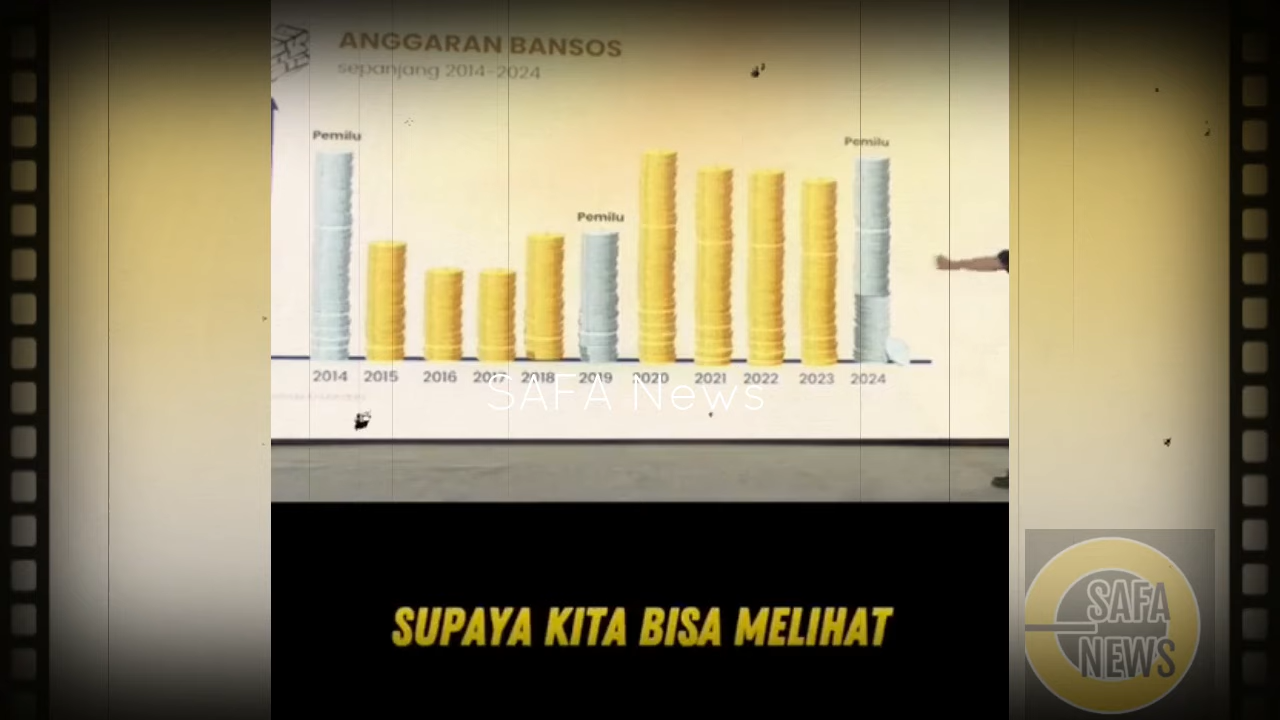 ANGGARAN BANSOS
sepanjang 2014-2024
Pemilu
Pemilu
Pemilu
2014 2015 2016 2017 2018 2019 2020 2021 2022 2023 2024
SAFA News
SUPAYA KITA BISA MELIHAT
SAFA
NEWS